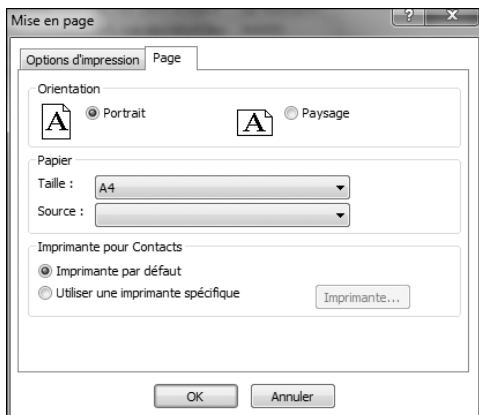 Mise en page
Options d'impression Page
Orientation
A Portrait A Paysage
Papier
Taille : A4
Source :
Imprimante pour Contacts
Imprimante par défaut
Utiliser une imprimante spécifique Imprimante...
OK Annuler